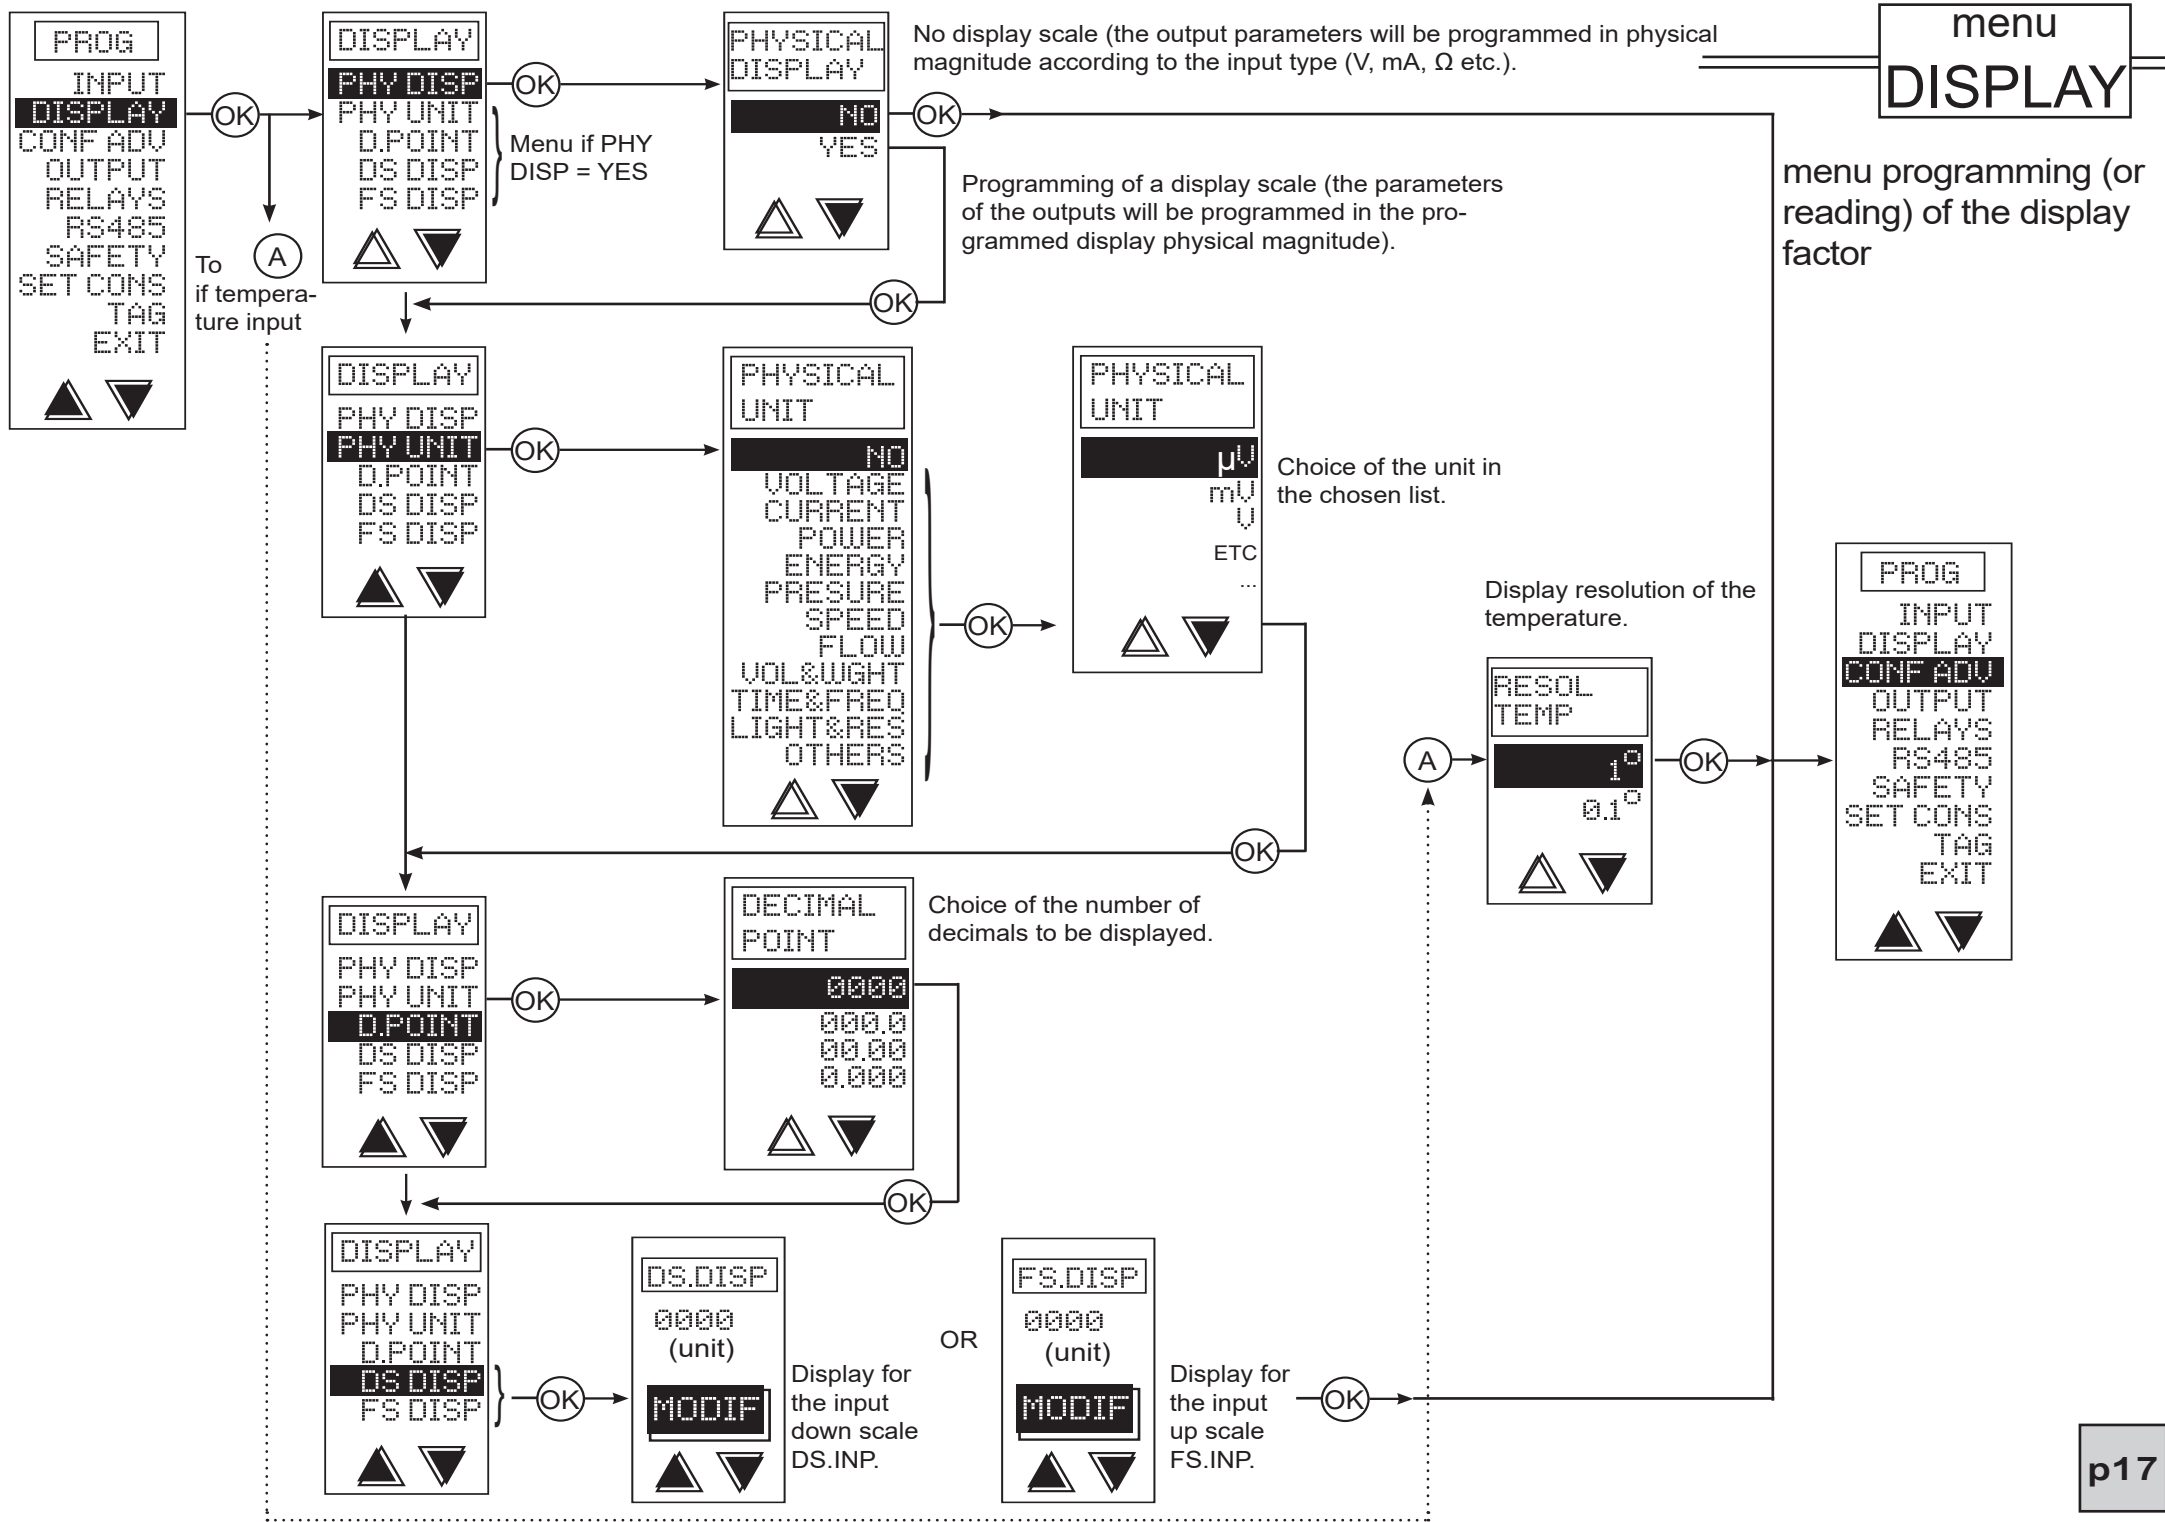 menu
DISPLAY
menu programming (or
reading) of the display
factor
PROG
INPUT
DISPLAY
CONF ADV
OUTPUT
RELAYS
RS485
SAFETY
SET CONS
TAG
EXIT
OK
To
if tempera-
ture input
A
DISPLAY
PHY DISP
PHY UNIT
D.POINT
DS DISP
FS DISP
Menu if PHY
DISP = YES
OK
PHYSICAL
DISPLAY
NO
YES
OK
No display scale (the output parameters will be programmed in physical
magnitude according to the input type (V, mA, Ω etc.).
Programming of a display scale (the parameters
of the outputs will be programmed in the pro-
grammed display physical magnitude).
OK
DISPLAY
PHY DISP
PHY UNIT
D.POINT
DS DISP
FS DISP
OK
PHYSICAL
UNIT
NO
VOLTAGE
CURRENT
POWER
ENERGY
PRESURE
SPEED
FLOW
VOL&WGHT
TIME&FREQ
LIGHT&RES
OTHERS
OK
PHYSICAL
UNIT
µV
mV
V
ETC
...
Choice of the unit in
the chosen list.
OK
DISPLAY
PHY DISP
PHY UNIT
D.POINT
DS DISP
FS DISP
OK
DECIMAL
POINT
0000
000.0
00.00
0.000
Choice of the number of
decimals to be displayed.
OK
DISPLAY
PHY DISP
PHY UNIT
D.POINT
DS DISP
FS DISP
OK
DS.DISP
0000
(unit)
MODIF
Display for
the input
down scale
DS.INP.
OR
FS.DISP
0000
(unit)
MODIF
Display for
the input
up scale
FS.INP.
OK
Display resolution of the
temperature.
A
RESOL
TEMP
1°
0.1°
OK
PROG
INPUT
DISPLAY
CONF ADV
OUTPUT
RELAYS
RS485
SAFETY
SET CONS
TAG
EXIT
p17